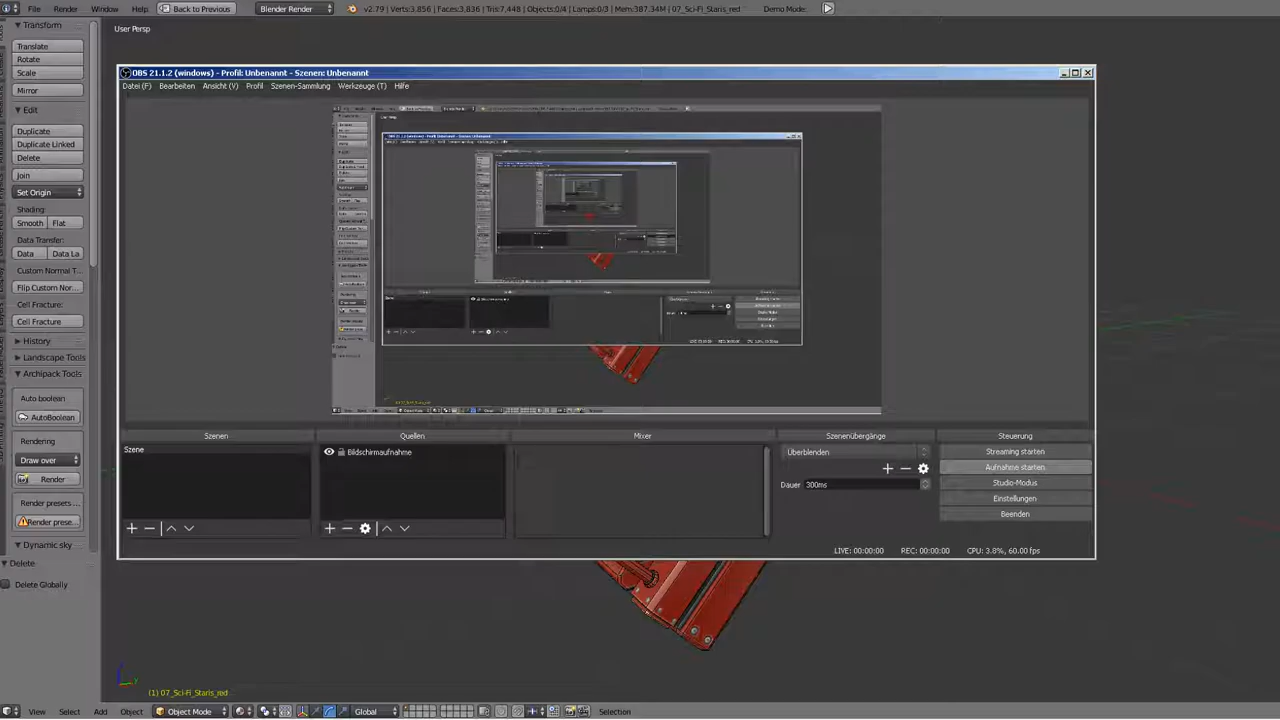 File Render Window Help Back to Previous Blender Render v2.79 | Verts:3.856 | Faces:3.836 | Tris:7.448 | Objects:0/4 | Lamps:0/3 | Mem:387.34M | 07_Sci-Fi_Staris_red Demo Mode:
User Persp
Transform
Translate
Rotate
Scale
Mirror
Edit
Duplicate
Duplicate Linked
Delete
Join
Set Origin
Shading:
Smooth Flat
Data Transfer:
Data Data La
Custom Normal T...
Flip Custom Nor...
Cell Fracture:
Cell Fracture
History
Landscape Tools
Archipack Tools
Auto boolean
AutoBoolean
Rendering
Draw over
Render
Render presets...
Render prese...
Dynamic sky
Delete
Delete Globally
OBS 21.1.2 (windows) - Profil: Unbenannt - Szenen: Unbenannt
Datei (F) Bearbeiten Ansicht (V) Profil Szenen-Sammlung Werkzeuge (T) Hilfe
Szenen Quellen Mixer Szenenübergänge Steuerung
Szene
Bildschirmaufnahme
Überblenden
Dauer 300ms
Streaming starten
Aufnahme starten
Studio-Modus
Einstellungen
Beenden
LIVE: 00:00:00 REC: 00:00:00 CPU: 3.8%, 60.00 fps
(1) 07_Sci-Fi_Staris_red
View Select Add Object Object Mode Global Selection